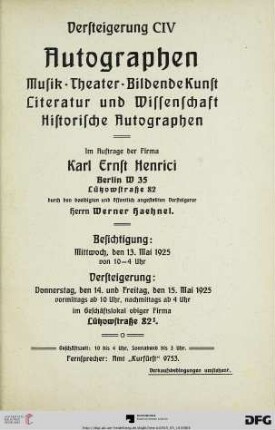 Versteigerung CIV
Autographen
Musik · Theater · Bildende Kunst
Literatur und Wissenschaft
Historische Autographen
Im Auftrage der Firma
Karl Ernst Henrici
Berlin W 35
Lützowstraße 82
durch den beeidigten und öffentlich angestellten Versteigerer
Herrn Werner Haehnel.
Besichtigung:
Mittwoch, den 13. Mai 1925
von 10–4 Uhr
Versteigerung:
Donnerstag, den 14. und Freitag, den 15. Mai 1925
vormittags ab 10 Uhr, nachmittags ab 4 Uhr
im Geschäftslokal obiger Firma
Lützowstraße 82
Geschäftszeit: 10 bis 4 Uhr, Sonnabend bis 3 Uhr.
Fernsprecher: Amt „Kurfürst“ 9753.
Verkaufsbedingungen umstehend.
DFG